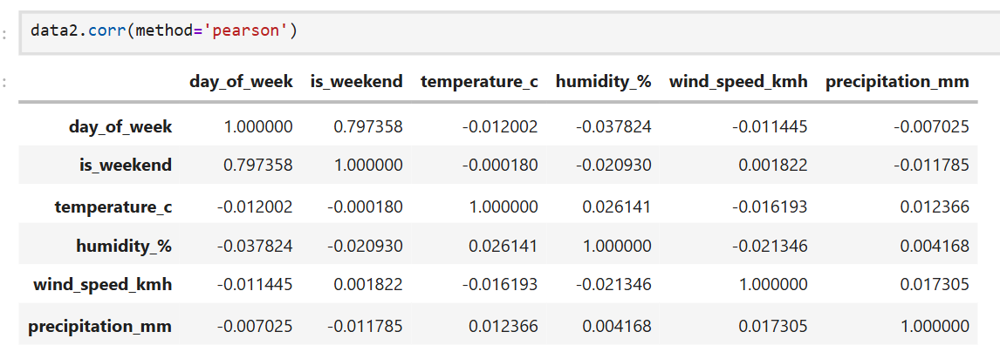 : data2.corr(method='pearson')
:
day_of_week is_weekend temperature_c humidity_% wind_speed_kmh precipitation_mm
day_of_week 1.000000 0.797358 -0.012002 -0.037824 -0.011445 -0.007025
is_weekend 0.797358 1.000000 -0.000180 -0.020930 0.001822 -0.011785
temperature_c -0.012002 -0.000180 1.000000 0.026141 -0.016193 0.012366
humidity_% -0.037824 -0.020930 0.026141 1.000000 -0.021346 0.004168
wind_speed_kmh -0.011445 0.001822 -0.016193 -0.021346 1.000000 0.017305
precipitation_mm -0.007025 -0.011785 0.012366 0.004168 0.017305 1.000000